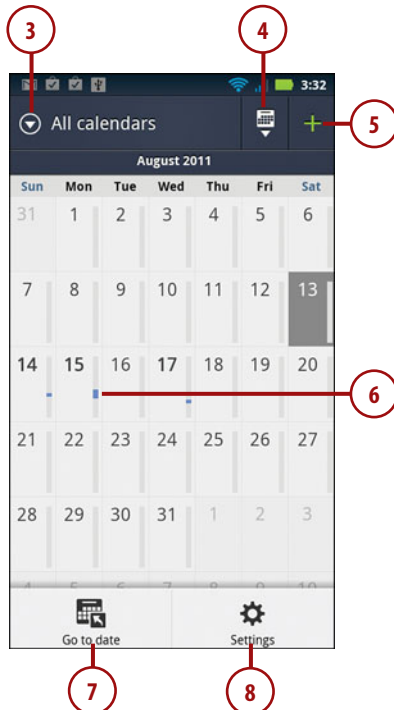 3
4
3:32
All calendars
5
August 2011
Sun Mon Tue Wed Thu Fri Sat
31 1 2 3 4 5 6
7 8 9 10 11 12 13
14 15 16 17 18 19 20
6
21 22 23 24 25 26 27
28 29 30 31 1 2 3
Go to date Settings
7 8